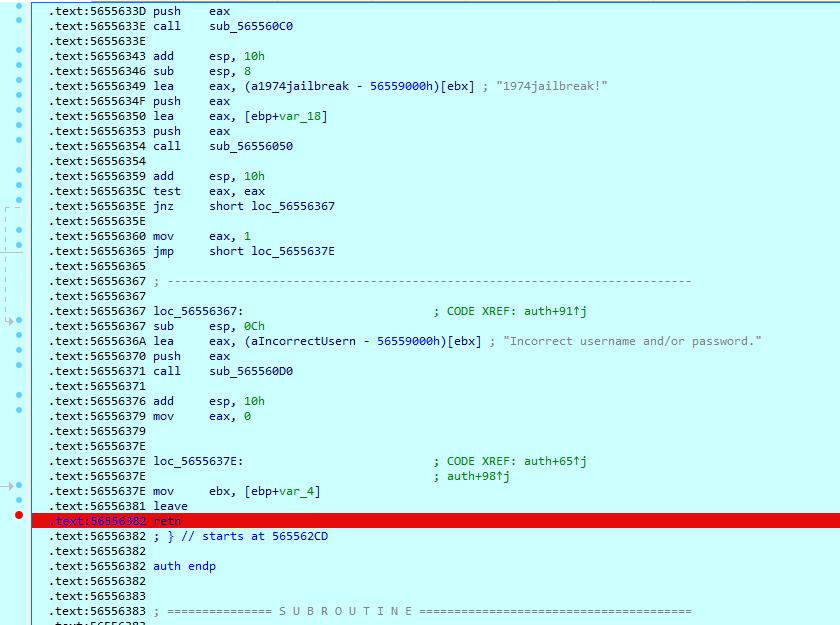 .text:5655633D push    eax
.text:5655633E call    sub_565560C0
.text:5655633E
.text:56556343 add     esp, 10h
.text:56556346 sub     esp, 8
.text:56556349 lea     eax, (a1974jailbreak - 56559000h)[ebx] ; "1974jailbreak!"
.text:5655634F push    eax
.text:56556350 lea     eax, [ebp+var_18]
.text:56556353 push    eax
.text:56556354 call    sub_56556050
.text:56556354
.text:56556359 add     esp, 10h
.text:5655635C test    eax, eax
.text:5655635E jnz     short loc_56556367
.text:5655635E
.text:56556360 mov     eax, 1
.text:56556365 jmp     short loc_5655637E
.text:56556365
.text:56556367 ; ---------------------------------------------------------------------------
.text:56556367
.text:56556367 loc_56556367:                           ; CODE XREF: auth+91↑j
.text:56556367 sub     esp, 0Ch
.text:5655636A lea     eax, (aIncorrectUsern - 56559000h)[ebx] ; "Incorrect username and/or password."
.text:56556370 push    eax
.text:56556371 call    sub_565560D0
.text:56556371
.text:56556376 add     esp, 10h
.text:56556379 mov     eax, 0
.text:56556379
.text:5655637E
.text:5655637E loc_5655637E:                           ; CODE XREF: auth+65↑j
.text:5655637E                                         ; auth+98↑j
.text:5655637E mov     ebx, [ebp+var_4]
.text:56556381 leave
.text:56556382 retn
.text:56556382 ; } // starts at 565562CD
.text:56556382
.text:56556382 auth endp
.text:56556382
.text:56556383
.text:56556383 ; =============== S U B R O U T I N E =======================================